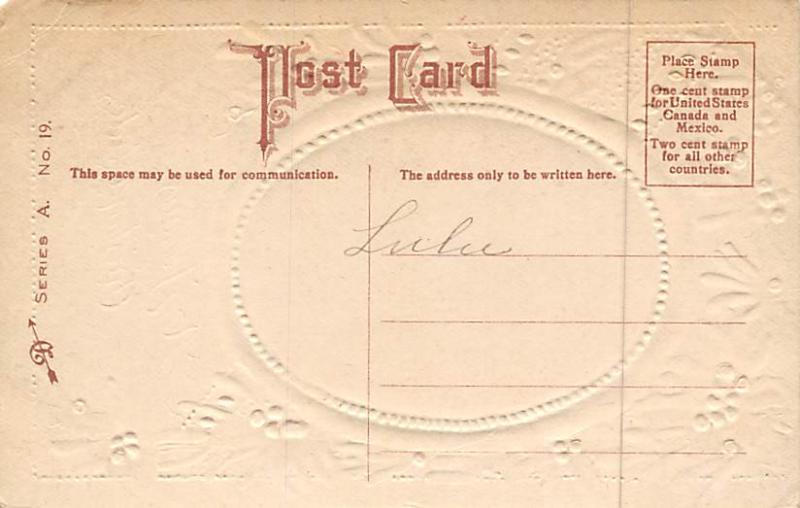 Post Card
Place Stamp
Here.
One cent stamp
for United States
Canada and
Mexico.
Two cent stamp
for all other
countries.
This space may be used for communication.
The address only to be written here.
Lulu
SERIES A. No. 19.